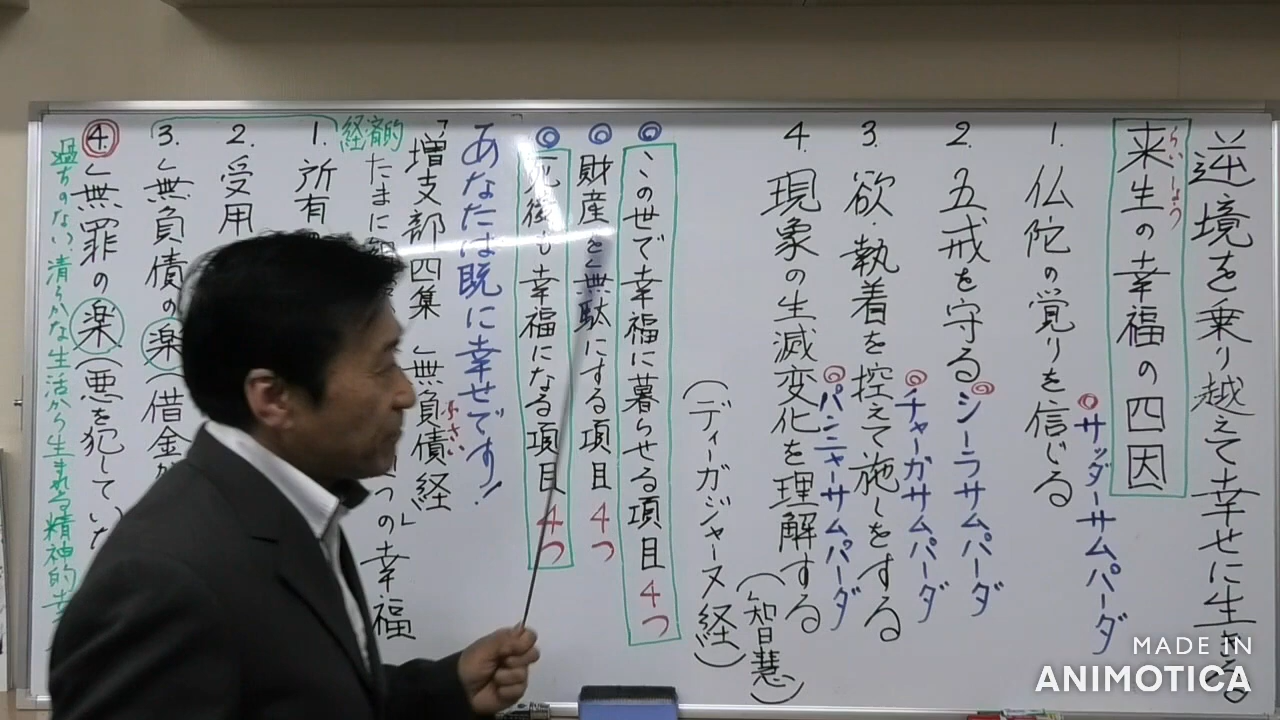 逆境を乗り越えて幸せに生きる。
来生の幸福の四因
らいしょう
1. 仏陀の覚りを信じる
◎サッダーサムパーダ
2. 五戒を守る
◎シーラサムパーダ
3. 欲・執着を控えて施しをする
◎チャーガサムパーダ
4. 現象の生滅変化を理解する
◎パンニャーサムパーダ
(智慧)
(ディーガジャーヌ経)
◎ この世で幸福に暮らせる項目 4つ
◎ 財産を無駄にする項目 4つ
◎ 死後も幸福になる項目 4つ
あなたは既に幸せです!
「増支部四集 無負債経」
ふさい
たまに
つの幸福
経済的
1. 所有
2. 受用
3. 無負債の楽(借金が
4. 無罪の楽(悪を犯していな
過ちのない清らかな生活から生まれる精神的
MADE IN
ANIMOTICA